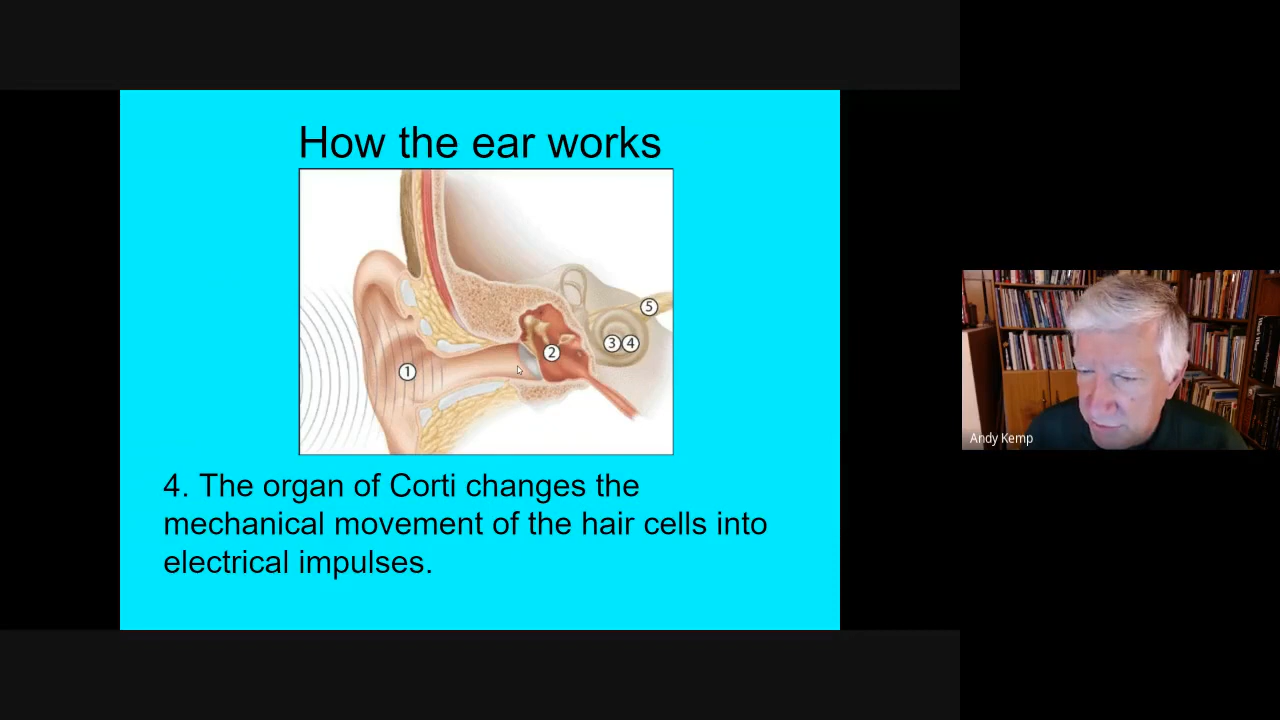 How the ear works
5
3 4
2
1
4. The organ of Corti changes the
mechanical movement of the hair cells into
electrical impulses.
Andy Kemp